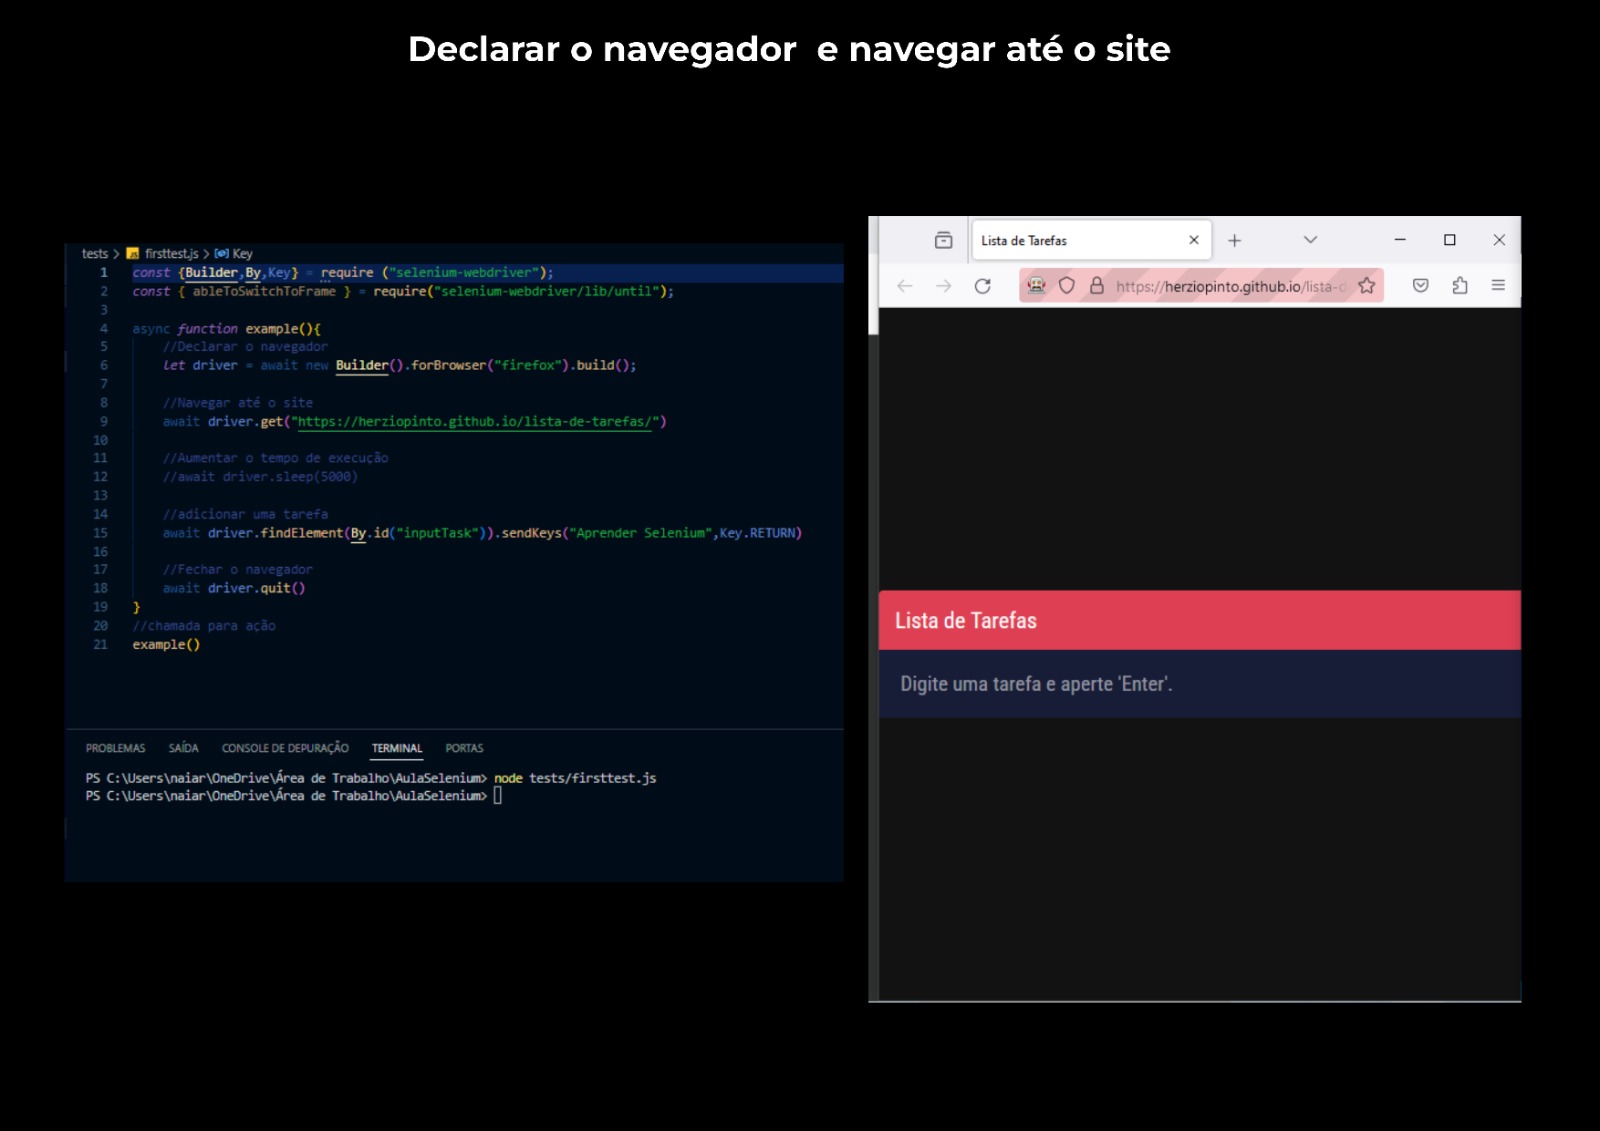 Declarar o navegador  e navegar até o site
tests > JS firsttest.js > Key
1 const {Builder,By,Key} = require ("selenium-webdriver");
2 const { ableToSwitchToFrame } = require("selenium-webdriver/lib/until");
3
4 async function example(){
5 //Declarar o navegador
6 let driver = await new Builder().forBrowser("firefox").build();
7
8 //Navegar até o site
9 await driver.get("https://herziopinto.github.io/lista-de-tarefas/")
10
11 //Aumentar o tempo de execução
12 //await driver.sleep(5000)
13
14 //adicionar uma tarefa
15 await driver.findElement(By.id("inputTask")).sendKeys("Aprender Selenium",Key.RETURN)
16
17 //Fechar o navegador
18 await driver.quit()
19 }
20 //chamada para ação
21 example()
PROBLEMAS SAÍDA CONSOLE DE DEPURAÇÃO TERMINAL PORTAS
PS C:\Users\naiar\OneDrive\Área de Trabalho\AulaSelenium> node tests/firsttest.js
PS C:\Users\naiar\OneDrive\Área de Trabalho\AulaSelenium>
Lista de Tarefas
https://herziopinto.github.io/lista-d
Lista de Tarefas
Digite uma tarefa e aperte 'Enter'.